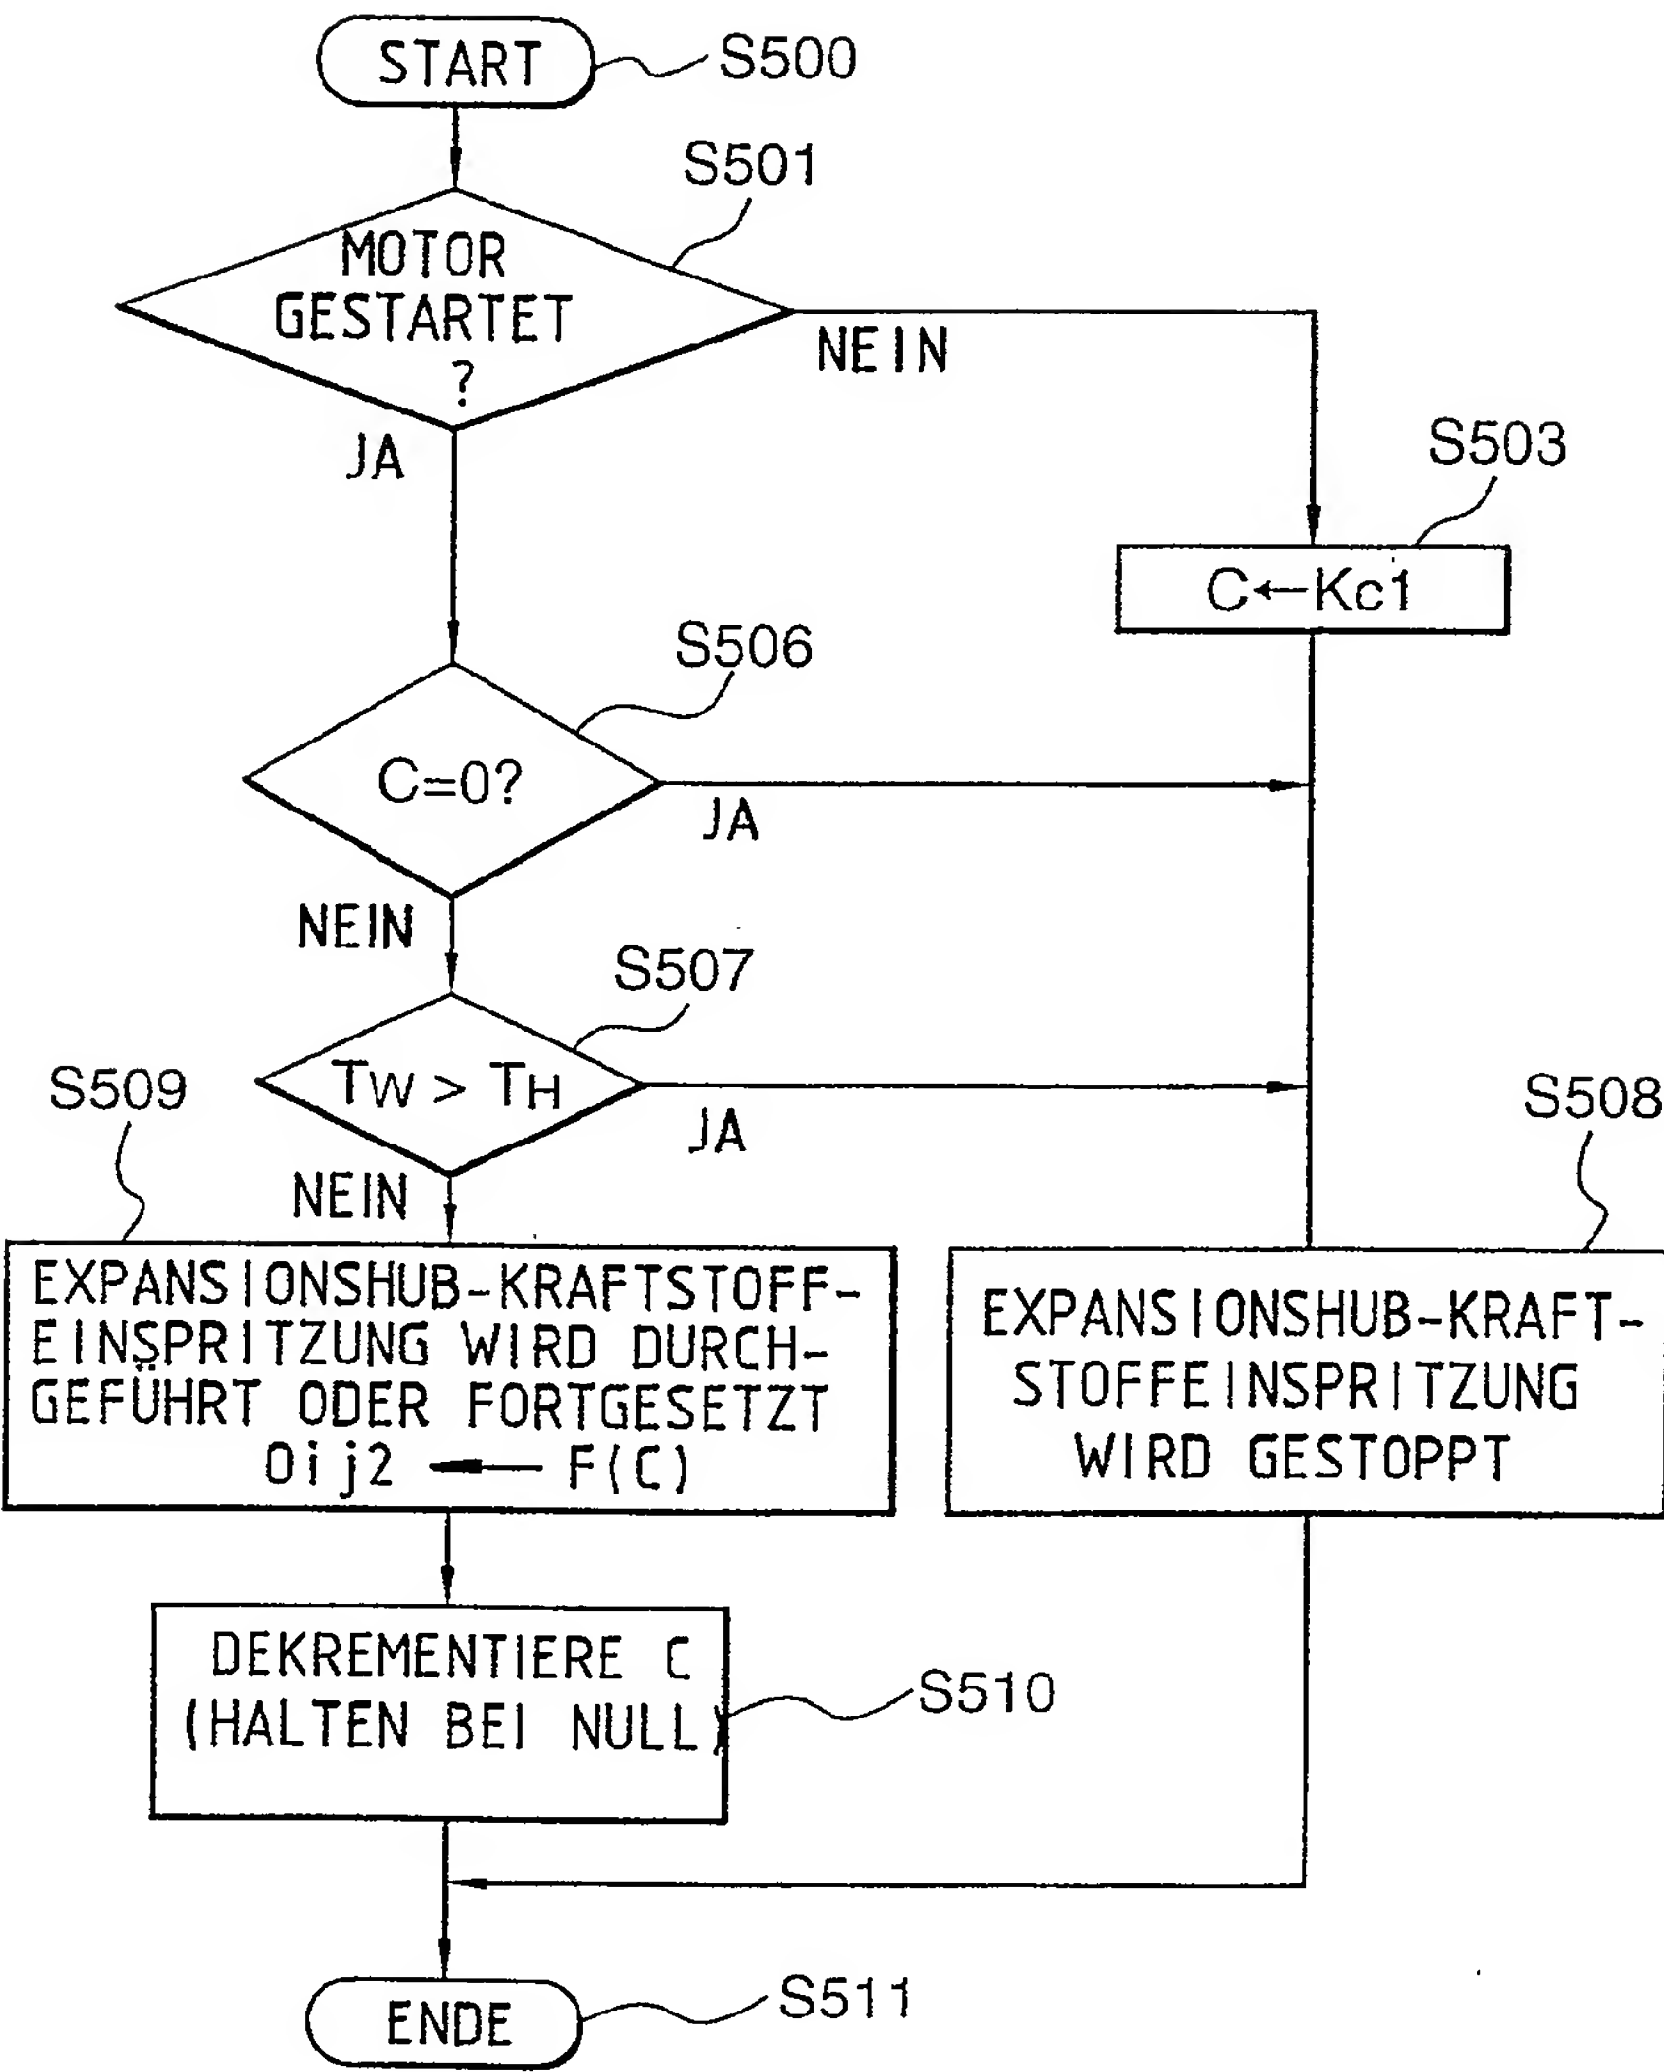 START
S500
S501
MOTOR
GESTARTET
?
NEIN
JA
S503
C←Kc1
S506
C=0?
JA
NEIN
S507
TW > TH
JA
NEIN
S509
S508
EXPANSIONSHUB-KRAFTSTOFF-
EINSPRITZUNG WIRD DURCH-
GEFÜHRT ODER FORTGESETZT
Oij2 ← F(C)
EXPANSIONSHUB-KRAFT-
STOFFEINSPRITZUNG
WIRD GESTOPPT
DEKREMENTIERE C
(HALTEN BEI NULL)
S510
ENDE
S511